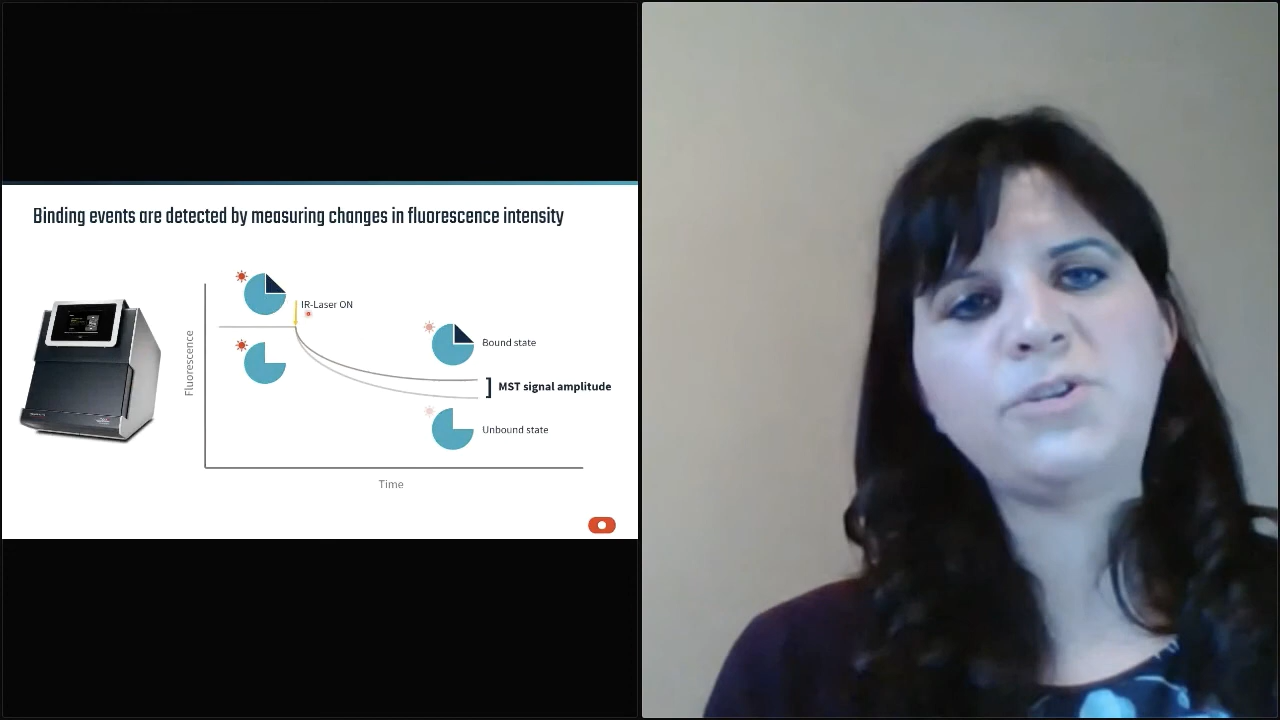 Binding events are detected by measuring changes in fluorescence intensity
IR-Laser ON
Fluorescence
Bound state
MST signal amplitude
Unbound state
Time